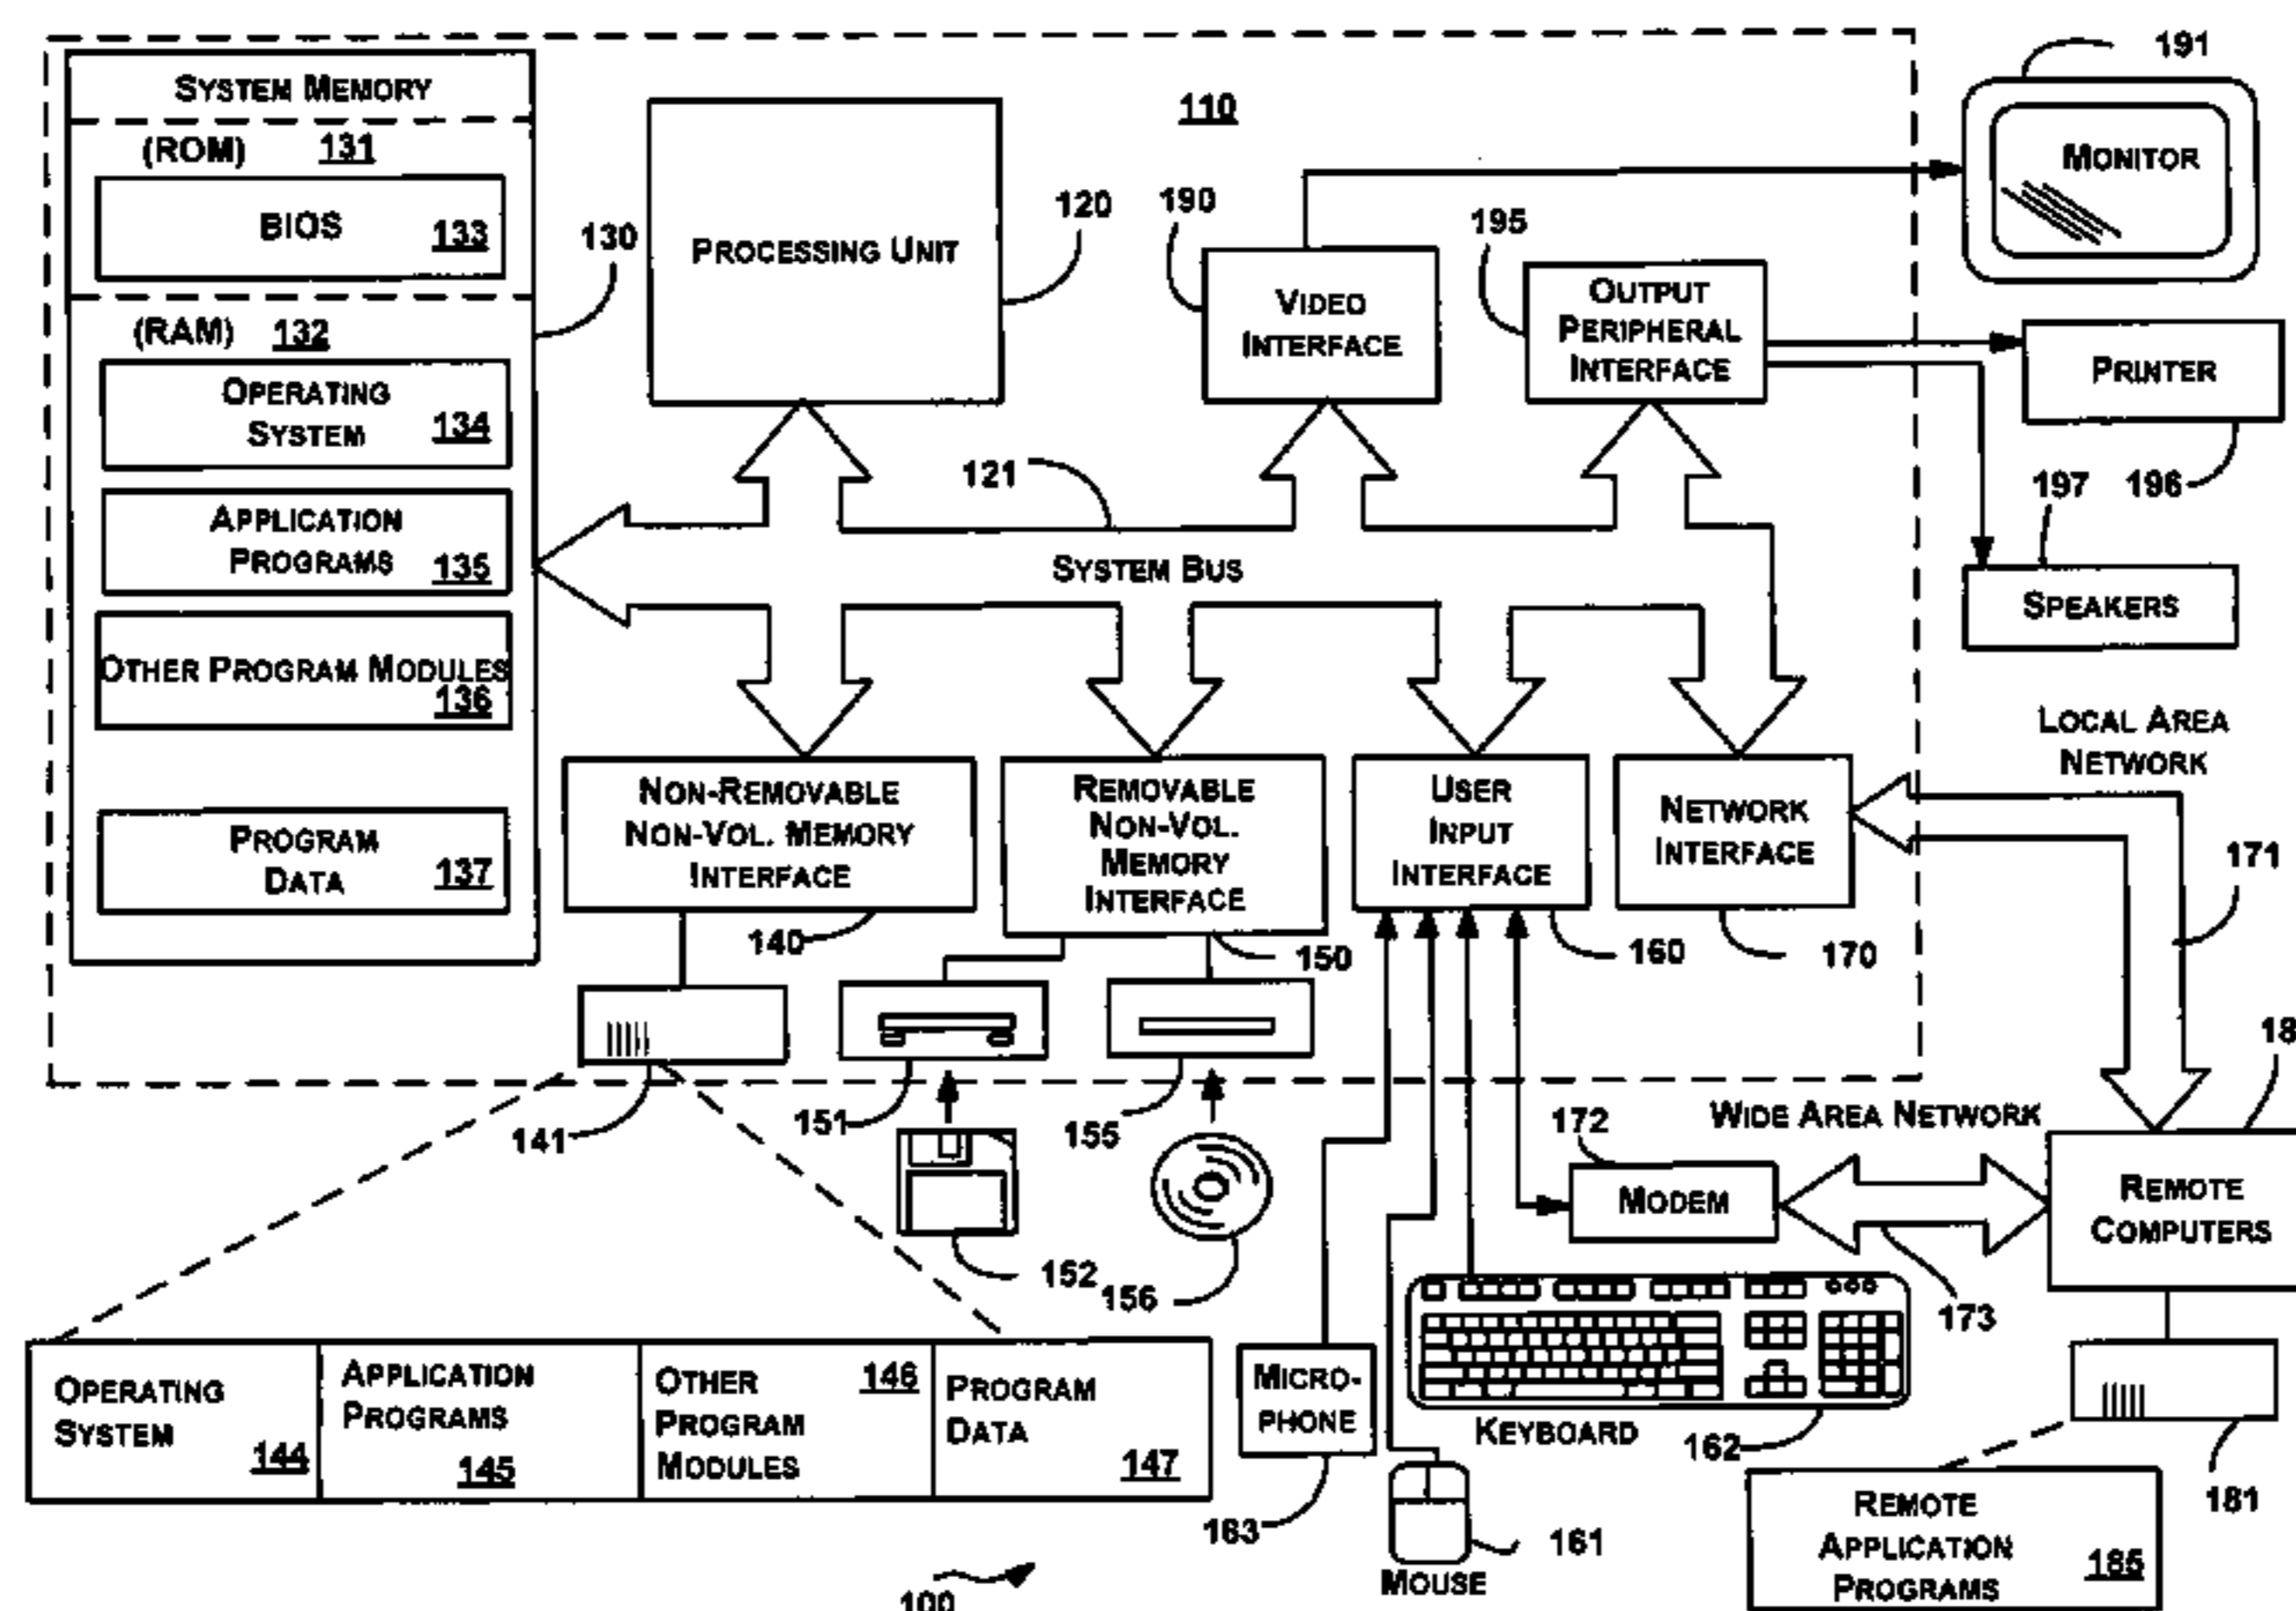 SYSTEM MEMORY
(ROM) 131
BIOS 133
(RAM) 132
OPERATING
SYSTEM 134
APPLICATION
PROGRAMS 135
OTHER PROGRAM MODULES
136
PROGRAM
DATA 137
130
PROCESSING UNIT
120
110
190
VIDEO
INTERFACE
195
OUTPUT
PERIPHERAL
INTERFACE
191
MONITOR
PRINTER
196
197
SPEAKERS
121
SYSTEM BUS
NON-REMOVABLE
NON-VOL. MEMORY
INTERFACE
140
REMOVABLE
NON-VOL.
MEMORY
INTERFACE
150
USER
INPUT
INTERFACE
160
NETWORK
INTERFACE
170
LOCAL AREA
NETWORK
171
141
151
152
155
156
172
WIDE AREA NETWORK
MODEM
173
REMOTE
COMPUTERS
181
OPERATING
SYSTEM 144
APPLICATION
PROGRAMS
145
OTHER 146
PROGRAM
MODULES
PROGRAM
DATA 147
MICRO-
PHONE
163
KEYBOARD
162
161
MOUSE
REMOTE
APPLICATION
PROGRAMS 185
100